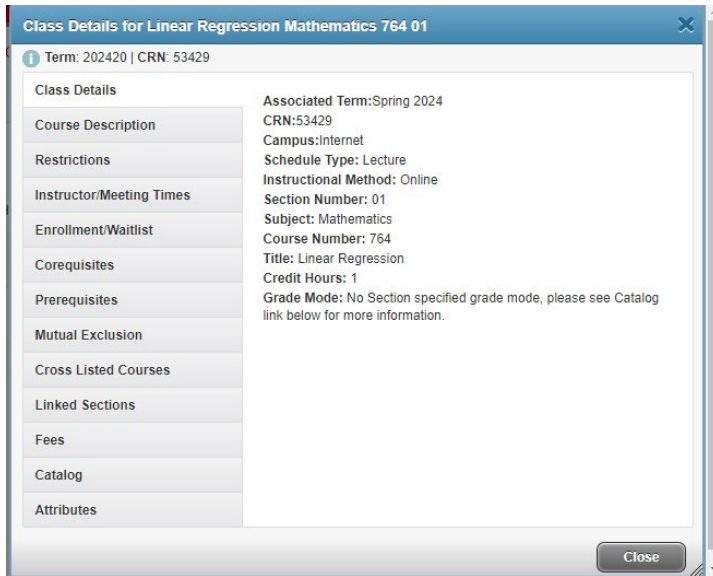 Class Details for Linear Regression Mathematics 764 01
Term: 202420 | CRN: 53429
Class Details
Course Description
Restrictions
Instructor/Meeting Times
Enrollment/Waitlist
Corequisites
Prerequisites
Mutual Exclusion
Cross Listed Courses
Linked Sections
Fees
Catalog
Attributes
Associated Term:Spring 2024
CRN:53429
Campus:Internet
Schedule Type: Lecture
Instructional Method: Online
Section Number: 01
Subject: Mathematics
Course Number: 764
Title: Linear Regression
Credit Hours: 1
Grade Mode: No Section specified grade mode, please see Catalog
link below for more information.
Close